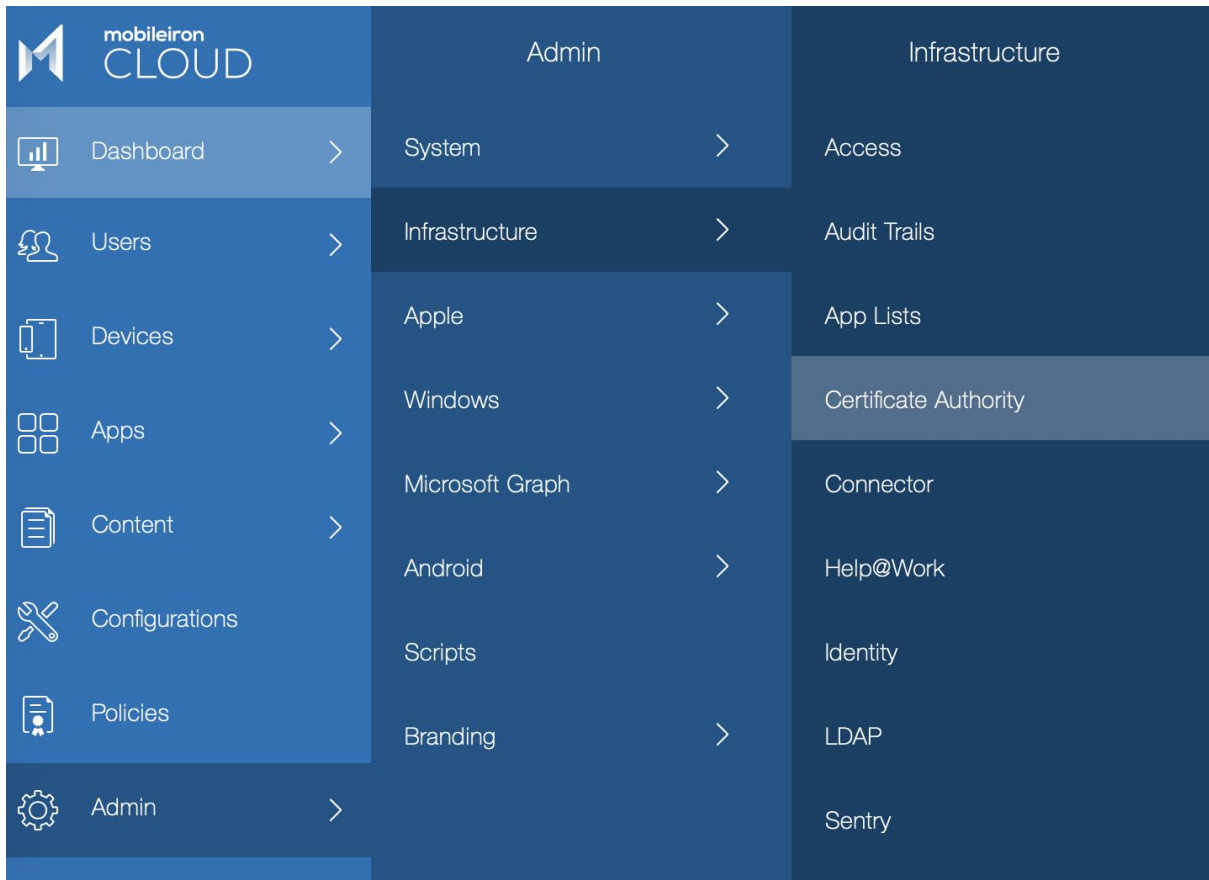 mobileiron
CLOUD
Dashboard
Users
Devices
Apps
Content
Configurations
Policies
Admin
Admin
System
Infrastructure
Apple
Windows
Microsoft Graph
Android
Scripts
Branding
Infrastructure
Access
Audit Trails
App Lists
Certificate Authority
Connector
Help@Work
Identity
LDAP
Sentry